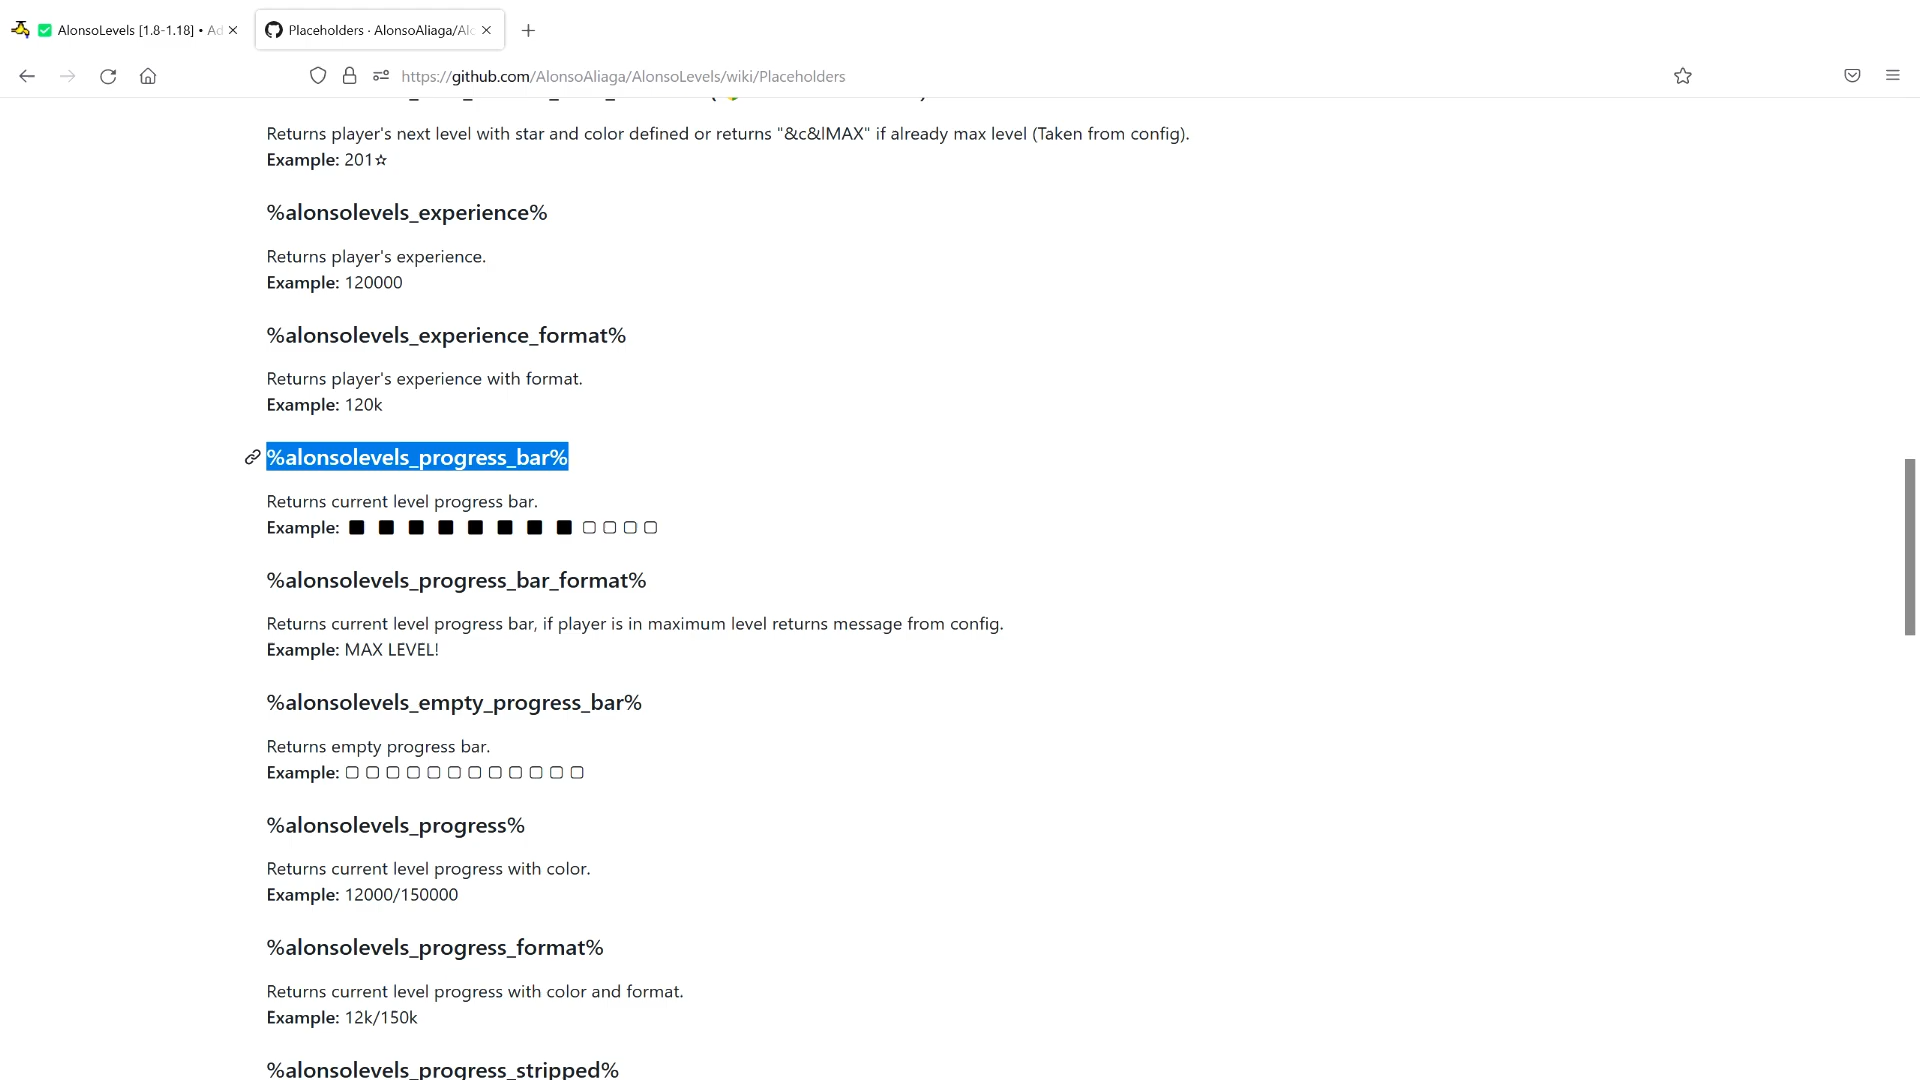 AlonsoLevels [1.8-1.18] • Ad
Placeholders · AlonsoAliaga/Alo
https://github.com/AlonsoAliaga/AlonsoLevels/wiki/Placeholders
Returns player's next level with star and color defined or returns "&c&lMAX" if already max level (Taken from config).
Example: 201☆
%alonsolevels_experience%
Returns player's experience.
Example: 120000
%alonsolevels_experience_format%
Returns player's experience with format.
Example: 120k
%alonsolevels_progress_bar%
Returns current level progress bar.
Example: ■ ■ ■ ■ ■ ■ ■ ■ ▢ ▢ ▢ ▢
%alonsolevels_progress_bar_format%
Returns current level progress bar, if player is in maximum level returns message from config.
Example: MAX LEVEL!
%alonsolevels_empty_progress_bar%
Returns empty progress bar.
Example: ▢ ▢ ▢ ▢ ▢ ▢ ▢ ▢ ▢ ▢ ▢ ▢
%alonsolevels_progress%
Returns current level progress with color.
Example: 12000/150000
%alonsolevels_progress_format%
Returns current level progress with color and format.
Example: 12k/150k
%alonsolevels_progress_stripped%